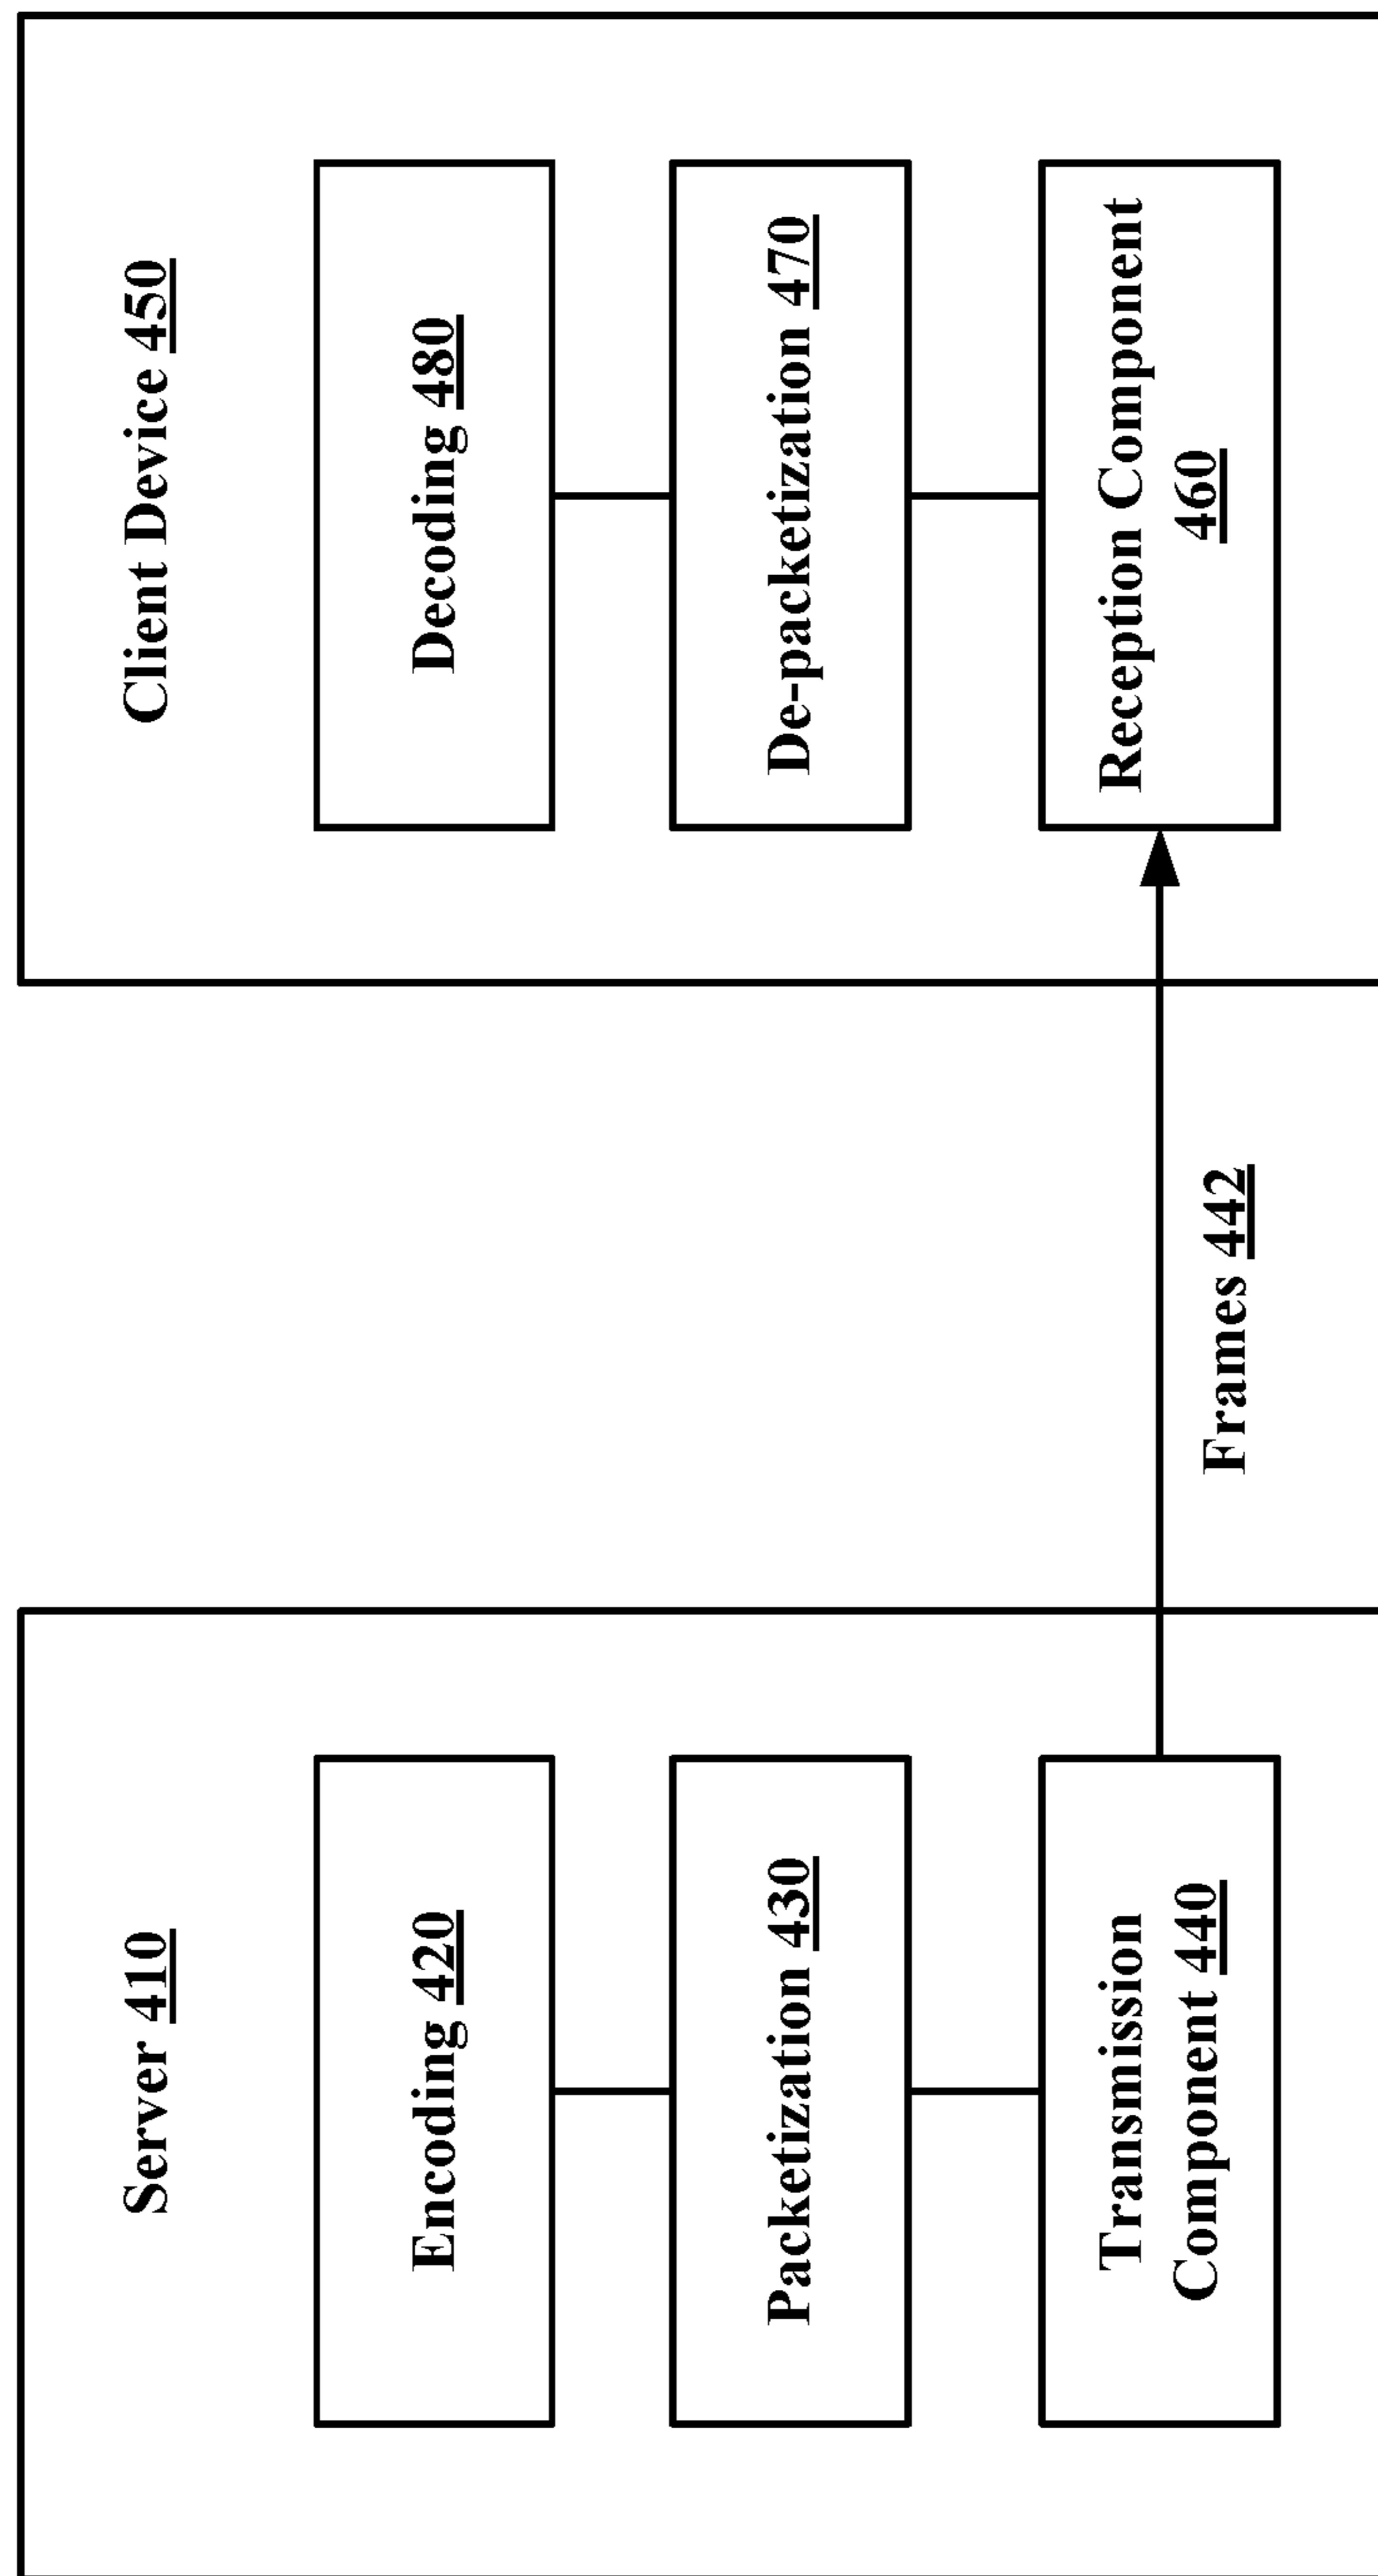 Server 410
Encoding 420
Packetization 430
Transmission
Component 440
Frames 442
Client Device 450
Decoding 480
De-packetization 470
Reception Component
460